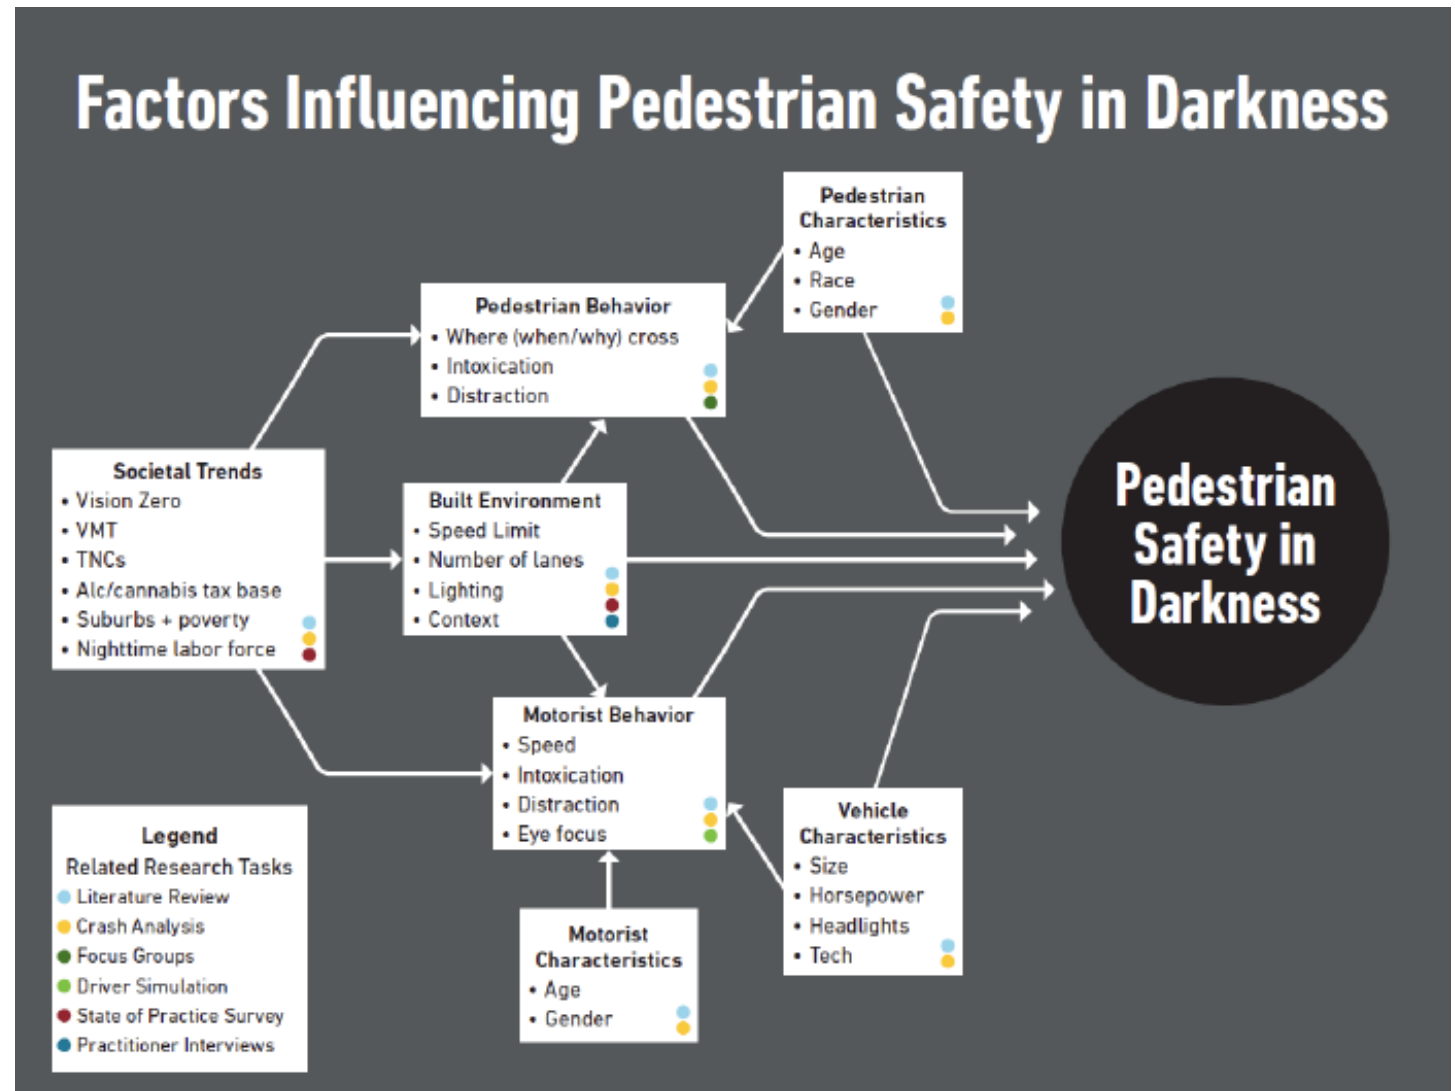 Factors Influencing Pedestrian Safety in Darkness
Pedestrian
Characteristics
• Age
• Race
• Gender
Pedestrian Behavior
• Where (when/why) cross
• Intoxication
• Distraction
Societal Trends
• Vision Zero
• VMT
• TNCs
• Alc/cannabis tax base
• Suburbs + poverty
• Nighttime labor force
Built Environment
• Speed Limit
• Number of lanes
• Lighting
• Context
Pedestrian
Safety in
Darkness
Motorist Behavior
• Speed
• Intoxication
• Distraction
• Eye focus
Vehicle
Characteristics
• Size
• Horsepower
• Headlights
• Tech
Motorist
Characteristics
• Age
• Gender
Legend
Related Research Tasks
Literature Review
Crash Analysis
Focus Groups
Driver Simulation
State of Practice Survey
Practitioner Interviews